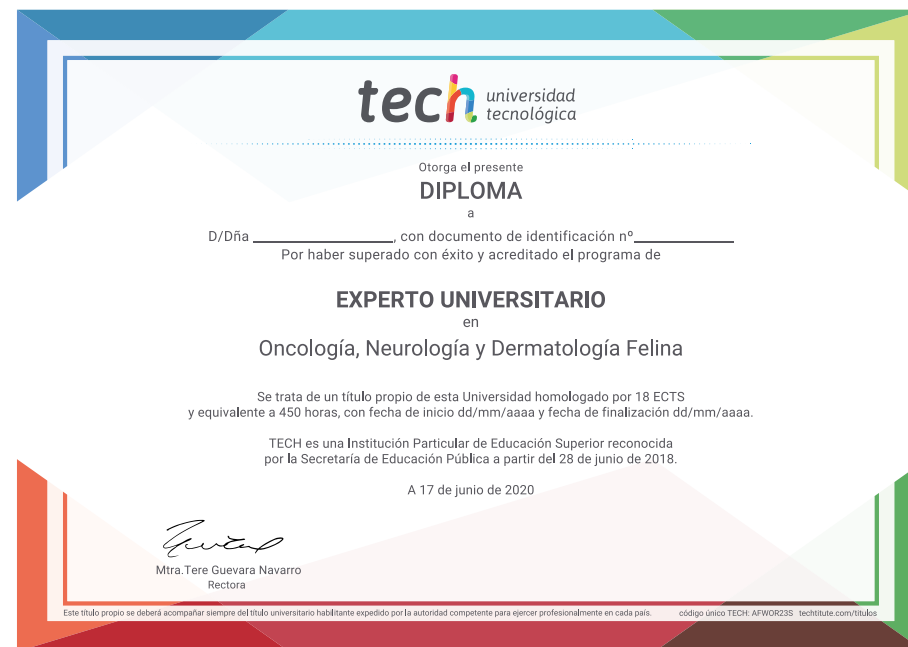 tech universidad
tecnológica
Otorga el presente
DIPLOMA
a
D/Dña ____________, con documento de identificación nº____________
Por haber superado con éxito y acreditado el programa de
EXPERTO UNIVERSITARIO
en
Oncología, Neurología y Dermatología Felina
Se trata de un título propio de esta Universidad homologado por 18 ECTS
y equivalente a 450 horas, con fecha de inicio dd/mm/aaaa y fecha de finalización dd/mm/aaaa.
TECH es una Institución Particular de Educación Superior reconocida
por la Secretaría de Educación Pública a partir del 28 de junio de 2018.
A 17 de junio de 2020
Mtra.Tere Guevara Navarro
Rectora
Este título propio se deberá acompañar siempre del título universitario habilitante expedido por la autoridad competente para ejercer profesionalmente en cada país. código único TECH: AFWOR23S techtitute.com/titulos